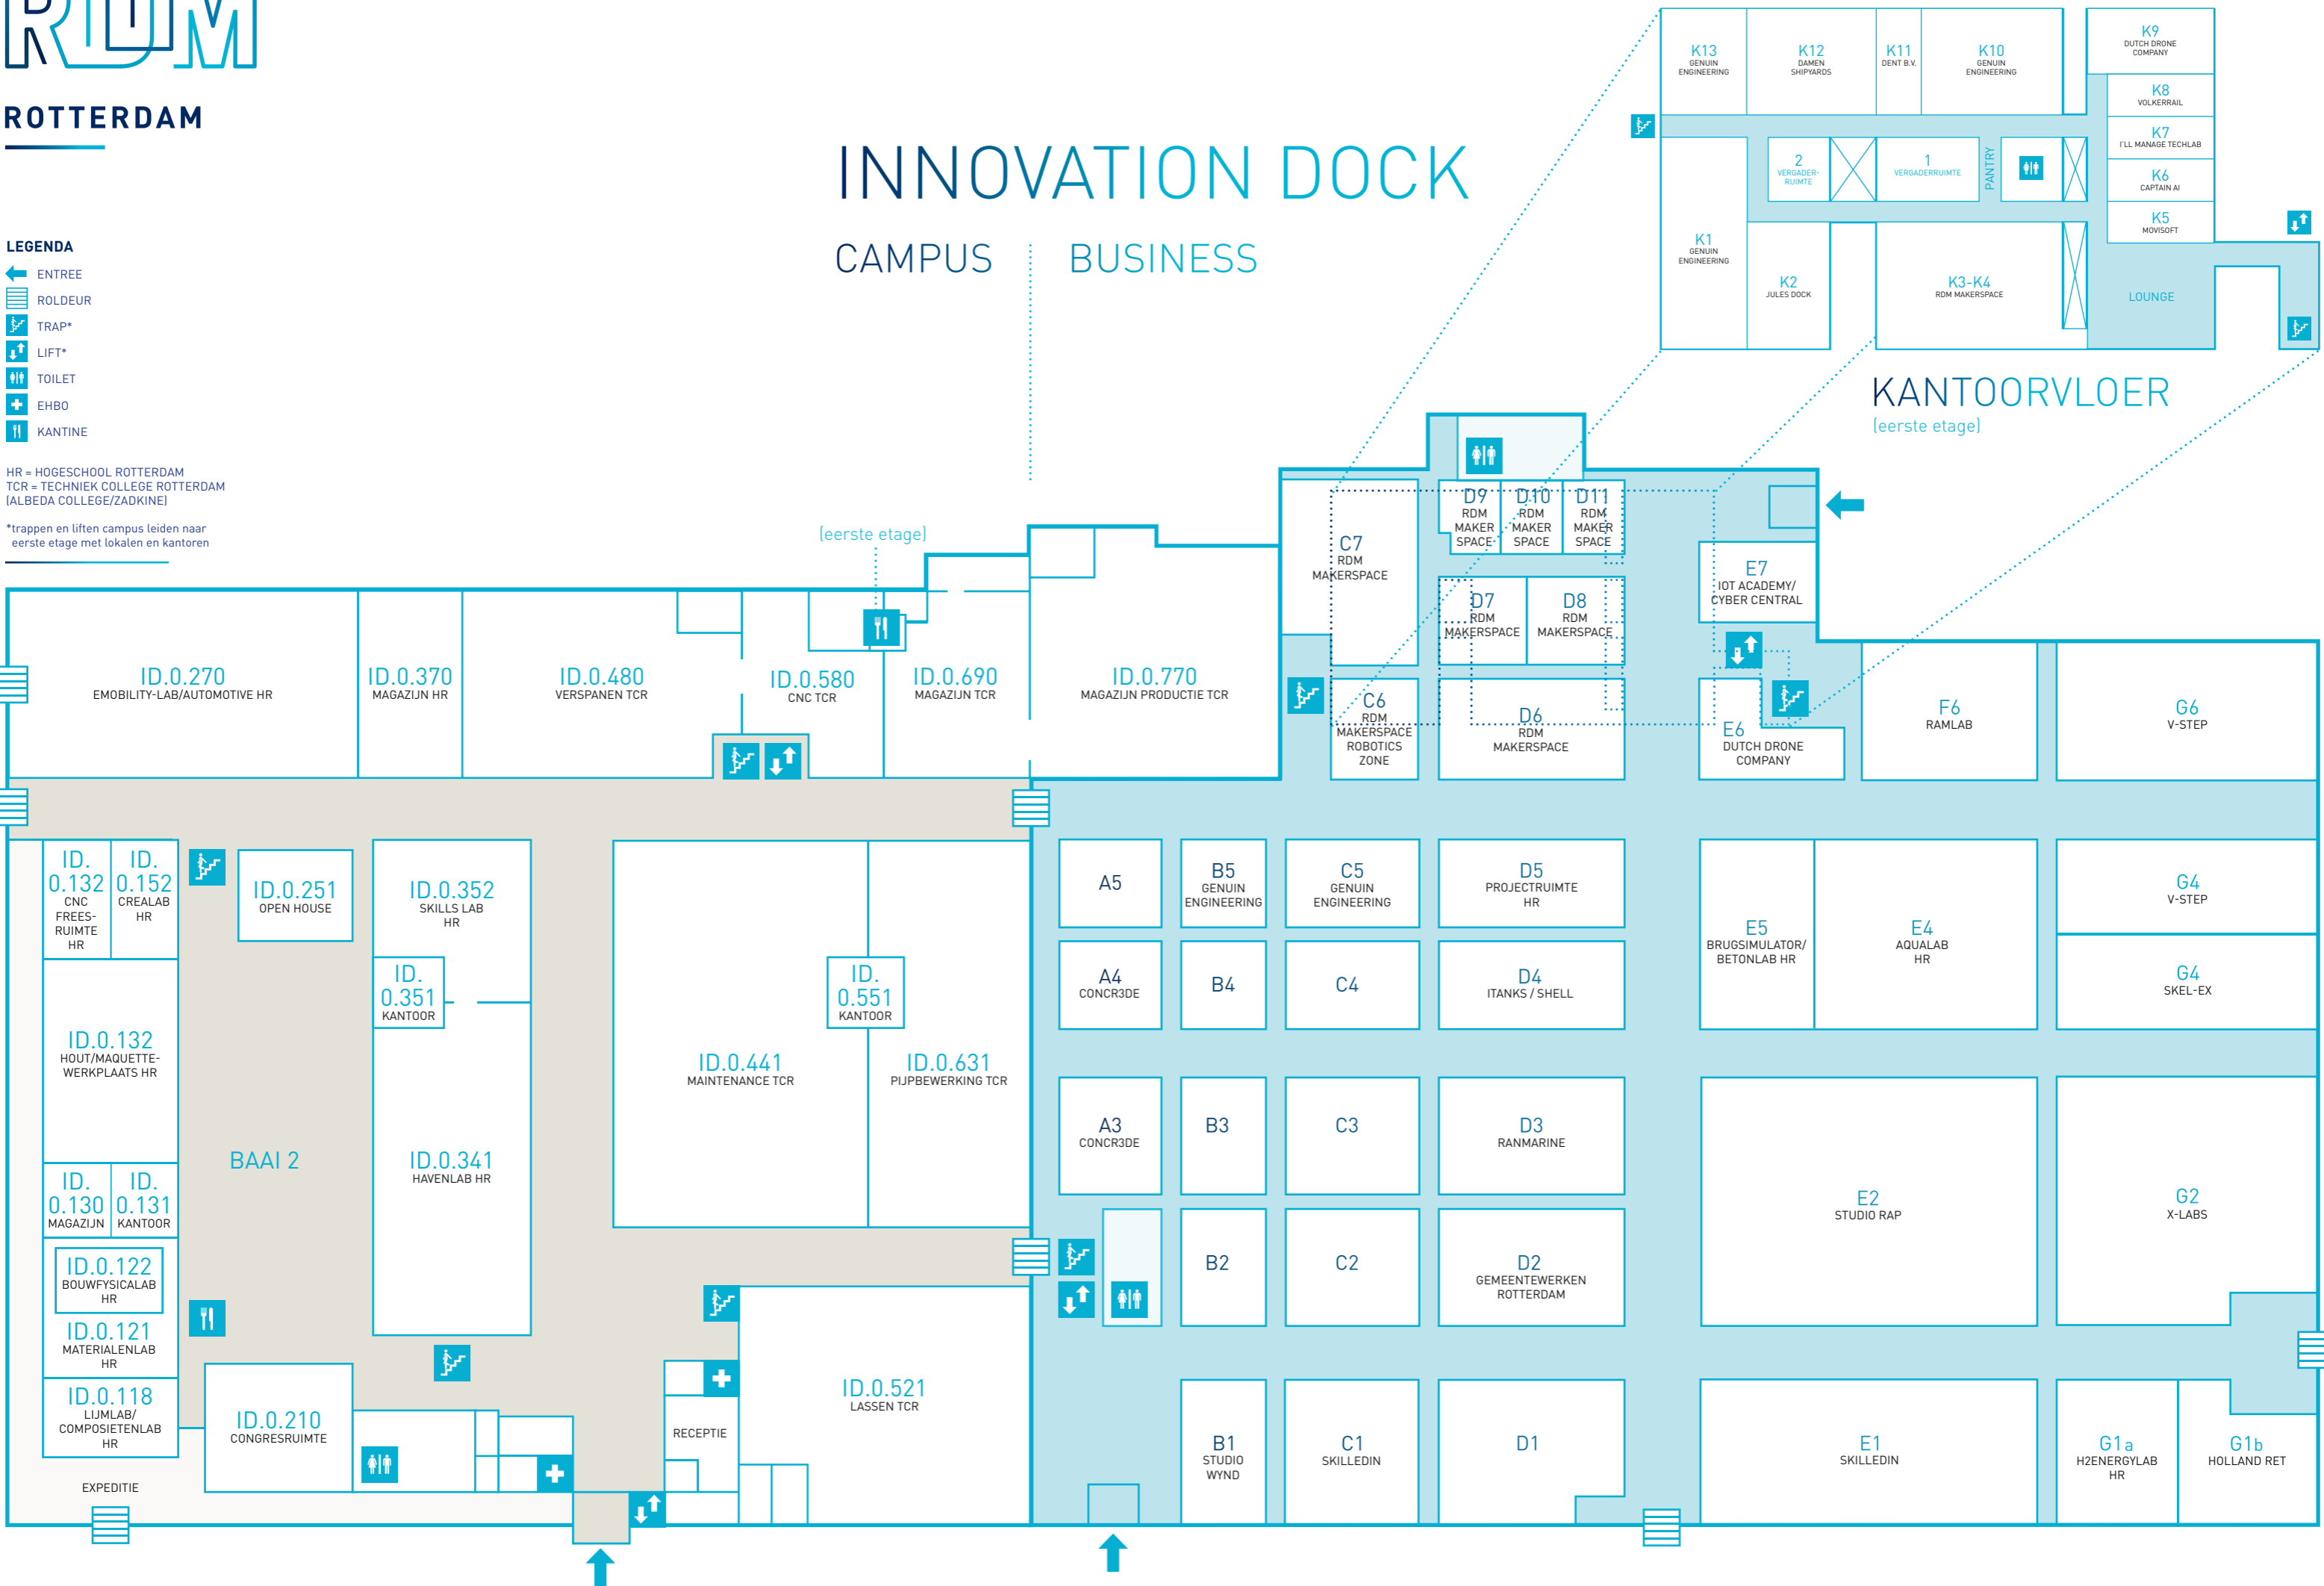 RDM
ROTTERDAM
INNOVATION DOCK
CAMPUS
BUSINESS
LEGENDA
ENTREE
ROLDEUR
TRAP*
LIFT*
TOILET
EHBO
KANTINE
HR = HOGESCHOOL ROTTERDAM
TCR = TECHNIEK COLLEGE ROTTERDAM
(ALBEDA COLLEGE/ZADKINE)
*trappen en liften campus leiden naar
eerste etage met lokalen en kantoren
K13
GENUIN
ENGINEERING
K12
DAMEN
SHIPYARDS
K11
DENT B.V.
K10
GENUIN
ENGINEERING
K9
DUTCH DRONE
COMPANY
K8
VOLKERRAIL
K7
I'LL MANAGE TECHLAB
K6
CAPTAIN AI
K5
MOVISOFT
2
VERGADER-
RUIMTE
1
VERGADERRUIMTE
PANTRY
K1
GENUIN
ENGINEERING
K2
JULES DOCK
K3-K4
RDM MAKERSPACE
LOUNGE
KANTOORVLOER
(eerste etage)
(eerste etage)
ID.0.270
EMOBILITY-LAB/AUTOMOTIVE HR
ID.0.370
MAGAZIJN HR
ID.0.480
VERSPANEN TCR
ID.0.580
CNC TCR
ID.0.690
MAGAZIJN TCR
ID.0.770
MAGAZIJN PRODUCTIE TCR
C7
RDM
MAKERSPACE
D9
RDM
MAKER
SPACE
D10
RDM
MAKER
SPACE
D11
RDM
MAKER
SPACE
D7
RDM
MAKERSPACE
D8
RDM
MAKERSPACE
E7
IOT ACADEMY/
CYBER CENTRAL
C6
RDM
MAKERSPACE
ROBOTICS
ZONE
D6
RDM
MAKERSPACE
E6
DUTCH DRONE
COMPANY
F6
RAMLAB
G6
V-STEP
ID.
0.132
CNC
FREES-
RUIMTE
HR
ID.
0.152
CREALAB
HR
ID.0.251
OPEN HOUSE
ID.0.352
SKILLS LAB
HR
ID.
0.351
KANTOOR
ID.
0.551
KANTOOR
ID.0.132
HOUT/MAQUETTE-
WERKPLAATS HR
ID.0.441
MAINTENANCE TCR
ID.0.631
PIJPBEWERKING TCR
BAAI 2
ID.0.341
HAVENLAB HR
ID.
0.130
MAGAZIJN
ID.
0.131
KANTOOR
ID.0.122
BOUWFYSICALAB
HR
ID.0.121
MATERIALENLAB
HR
ID.0.118
LIJMLAB/
COMPOSIETENLAB
HR
ID.0.210
CONGRESRUIMTE
RECEPTIE
ID.0.521
LASSEN TCR
EXPEDITIE
A5
B5
GENUIN
ENGINEERING
C5
GENUIN
ENGINEERING
D5
PROJECTRUIMTE
HR
E5
BRUGSIMULATOR/
BETONLAB HR
E4
AQUALAB
HR
G4
V-STEP
A4
CONCR3DE
B4
C4
D4
ITANKS / SHELL
G4
SKEL-EX
A3
CONCR3DE
B3
C3
D3
RANMARINE
E2
STUDIO RAP
G2
X-LABS
B2
C2
D2
GEMEENTEWERKEN
ROTTERDAM
B1
STUDIO
WYND
C1
SKILLEDIN
D1
E1
SKILLEDIN
G1a
H2ENERGYLAB
HR
G1b
HOLLAND RET